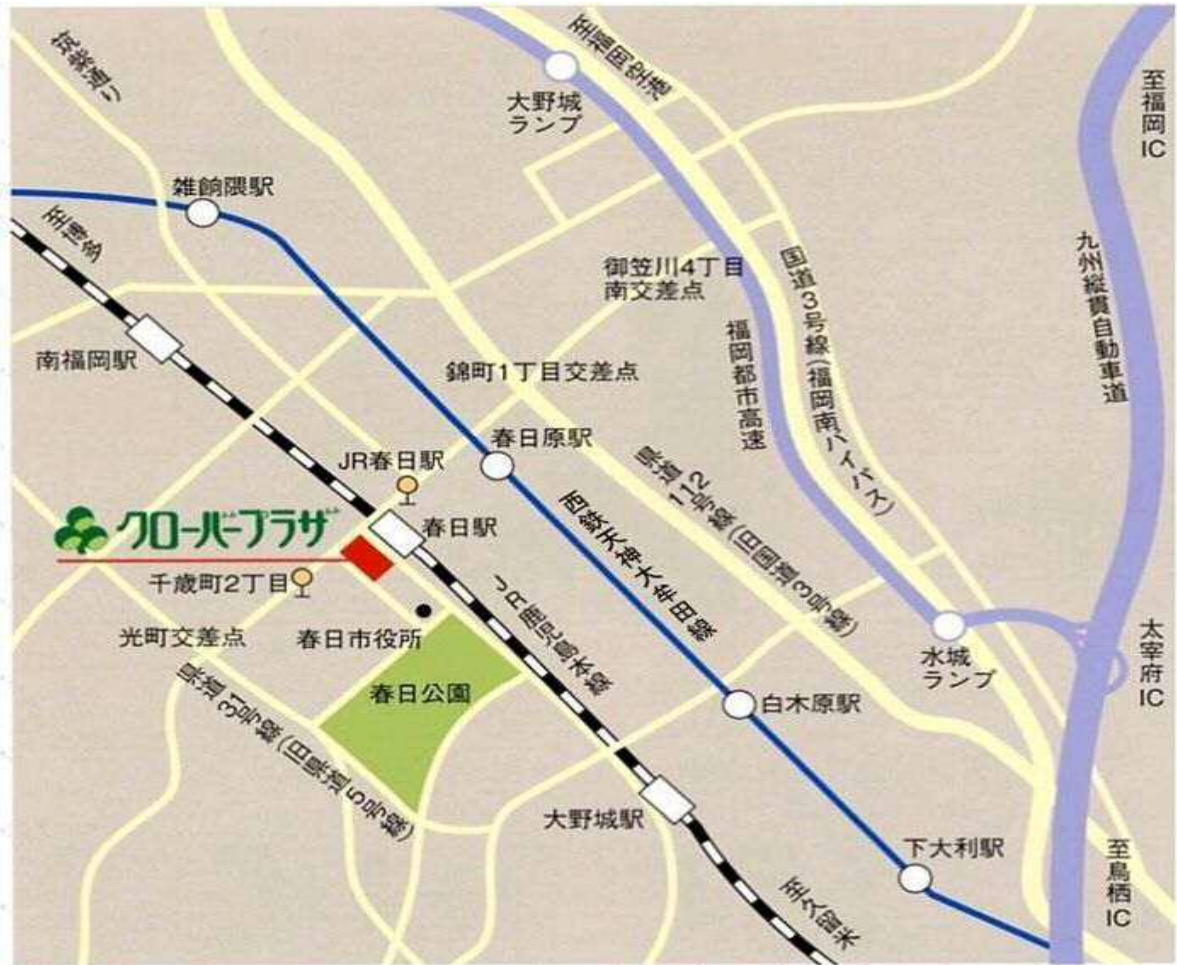 筑紫通り
至福岡空港
大野城
ランプ
至福岡IC
雑餉隈駅
至博多
御笠川4丁目
南交差点
国道3号線(福岡南バイパス)
九州縦貫自動車道
福岡都市高速
南福岡駅
錦町1丁目交差点
春日原駅
JR春日駅
県道112号線(旧国道3号線)
西鉄天神大牟田線
クローバープラザ
春日駅
千歳町2丁目
JR鹿児島本線
光町交差点
春日市役所
水城
ランプ
太宰府IC
春日公園
白木原駅
県道31号線(旧県道5号線)
大野城駅
下大利駅
至鳥栖IC
至久留米